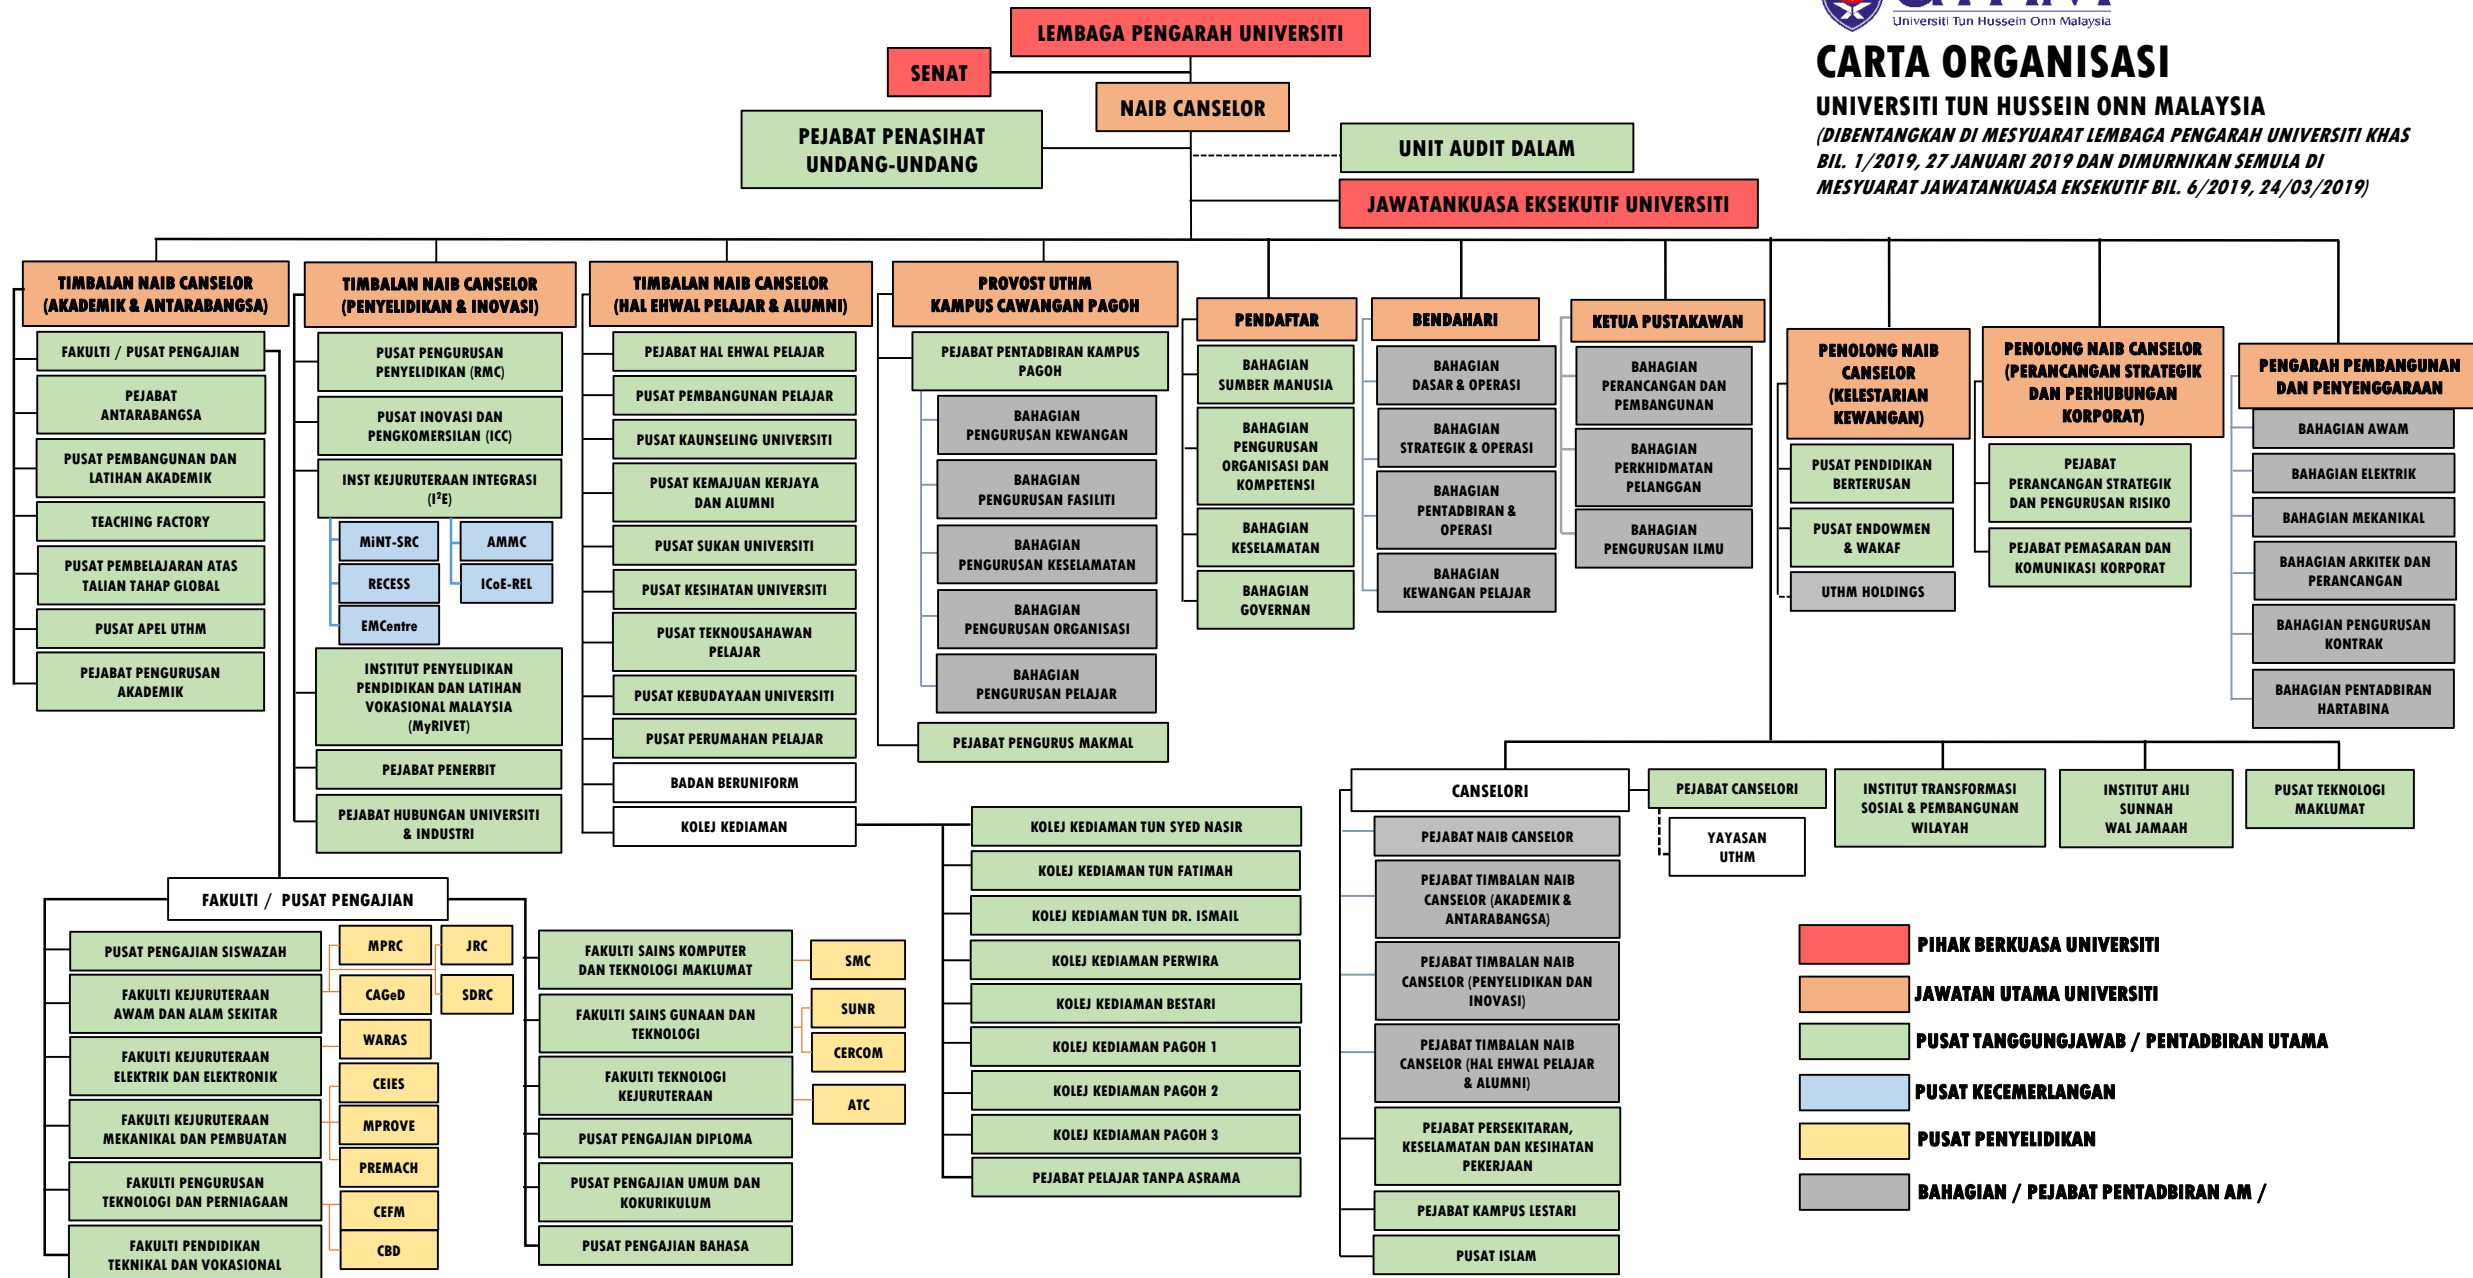 Universiti Tun Hussein Onn Malaysia
CARTA ORGANISASI
UNIVERSITI TUN HUSSEIN ONN MALAYSIA
(DIBENTANGKAN DI MESYUARAT LEMBAGA PENGARAH UNIVERSITI KHAS
BIL. 1/2019, 27 JANUARI 2019 DAN DIMURNIKAN SEMULA DI
MESYUARAT JAWATANKUASA EKSEKUTIF BIL. 6/2019, 24/03/2019)
LEMBAGA PENGARAH UNIVERSITI
SENAT
NAIB CANSELOR
PEJABAT PENASIHAT
UNDANG-UNDANG
UNIT AUDIT DALAM
JAWATANKUASA EKSEKUTIF UNIVERSITI
TIMBALAN NAIB CANSELOR
(AKADEMIK & ANTARABANGSA)
FAKULTI / PUSAT PENGAJIAN
PEJABAT
ANTARABANGSA
PUSAT PEMBANGUNAN DAN
LATIHAN AKADEMIK
TEACHING FACTORY
PUSAT PEMBELAJARAN ATAS
TALIAN TAHAP GLOBAL
PUSAT APEL UTHM
PEJABAT PENGURUSAN
AKADEMIK
TIMBALAN NAIB CANSELOR
(PENYELIDIKAN & INOVASI)
PUSAT PENGURUSAN
PENYELIDIKAN (RMC)
PUSAT INOVASI DAN
PENGKOMERSILAN (ICC)
INST KEJURUTERAAN INTEGRASI
(I²E)
MiNT-SRC
AMMC
RECESS
ICoE-REL
EMCentre
INSTITUT PENYELIDIKAN
PENDIDIKAN DAN LATIHAN
VOKASIONAL MALAYSIA
(MyRIVET)
PEJABAT PENERBIT
PEJABAT HUBUNGAN UNIVERSITI
& INDUSTRI
TIMBALAN NAIB CANSELOR
(HAL EHWAL PELAJAR & ALUMNI)
PEJABAT HAL EHWAL PELAJAR
PUSAT PEMBANGUNAN PELAJAR
PUSAT KAUNSELING UNIVERSITI
PUSAT KEMAJUAN KERJAYA
DAN ALUMNI
PUSAT SUKAN UNIVERSITI
PUSAT KESIHATAN UNIVERSITI
PUSAT TEKNOUSAHAWAN
PELAJAR
PUSAT KEBUDAYAAN UNIVERSITI
PUSAT PERUMAHAN PELAJAR
BADAN BERUNIFORM
KOLEJ KEDIAMAN
PROVOST UTHM
KAMPUS CAWANGAN PAGOH
PEJABAT PENTADBIRAN KAMPUS
PAGOH
BAHAGIAN
PENGURUSAN KEWANGAN
BAHAGIAN
PENGURUSAN FASILITI
BAHAGIAN
PENGURUSAN KESELAMATAN
BAHAGIAN
PENGURUSAN ORGANISASI
BAHAGIAN
PENGURUSAN PELAJAR
PEJABAT PENGURUS MAKMAL
PENDAFTAR
BAHAGIAN
SUMBER MANUSIA
BAHAGIAN
PENGURUSAN
ORGANISASI DAN
KOMPETENSI
BAHAGIAN
KESELAMATAN
BAHAGIAN
GOVERNAN
BENDAHARI
BAHAGIAN
DASAR & OPERASI
BAHAGIAN
STRATEGIK & OPERASI
BAHAGIAN
PENTADBIRAN &
OPERASI
BAHAGIAN
KEWANGAN PELAJAR
KETUA PUSTAKAWAN
BAHAGIAN
PERANCANGAN DAN
PEMBANGUNAN
BAHAGIAN
PERKHIDMATAN
PELANGGAN
BAHAGIAN
PENGURUSAN ILMU
PENOLONG NAIB
CANSELOR
(KELESTARIAN
KEWANGAN)
PUSAT PENDIDIKAN
BERTERUSAN
PUSAT ENDOWMEN
& WAKAF
UTHM HOLDINGS
PENOLONG NAIB CANSELOR
(PERANCANGAN STRATEGIK
DAN PERHUBUNGAN
KORPORAT)
PEJABAT
PERANCANGAN STRATEGIK
DAN PENGURUSAN RISIKO
PEJABAT PEMASARAN DAN
KOMUNIKASI KORPORAT
PENGARAH PEMBANGUNAN
DAN PENYENGGARAAN
BAHAGIAN AWAM
BAHAGIAN ELEKTRIK
BAHAGIAN MEKANIKAL
BAHAGIAN ARKITEK DAN
PERANCANGAN
BAHAGIAN PENGURUSAN
KONTRAK
BAHAGIAN PENTADBIRAN
HARTABINA
CANSELORI
PEJABAT CANSELORI
YAYASAN
UTHM
INSTITUT TRANSFORMASI
SOSIAL & PEMBANGUNAN
WILAYAH
INSTITUT AHLI
SUNNAH
WAL JAMAAH
PUSAT TEKNOLOGI
MAKLUMAT
PEJABAT NAIB CANSELOR
PEJABAT TIMBALAN NAIB
CANSELOR (AKADEMIK &
ANTARABANGSA)
PEJABAT TIMBALAN NAIB
CANSELOR (PENYELIDIKAN DAN
INOVASI)
PEJABAT TIMBALAN NAIB
CANSELOR (HAL EHWAL PELAJAR
& ALUMNI)
PEJABAT PERSEKITARAN,
KESELAMATAN DAN KESIHATAN
PEKERJAAN
PEJABAT KAMPUS LESTARI
PUSAT ISLAM
KOLEJ KEDIAMAN TUN SYED NASIR
KOLEJ KEDIAMAN TUN FATIMAH
KOLEJ KEDIAMAN TUN DR. ISMAIL
KOLEJ KEDIAMAN PERWIRA
KOLEJ KEDIAMAN BESTARI
KOLEJ KEDIAMAN PAGOH 1
KOLEJ KEDIAMAN PAGOH 2
KOLEJ KEDIAMAN PAGOH 3
PEJABAT PELAJAR TANPA ASRAMA
FAKULTI / PUSAT PENGAJIAN
PUSAT PENGAJIAN SISWAZAH
FAKULTI KEJURUTERAAN
AWAM DAN ALAM SEKITAR
FAKULTI KEJURUTERAAN
ELEKTRIK DAN ELEKTRONIK
FAKULTI KEJURUTERAAN
MEKANIKAL DAN PEMBUATAN
FAKULTI PENGURUSAN
TEKNOLOGI DAN PERNIAGAAN
FAKULTI PENDIDIKAN
TEKNIKAL DAN VOKASIONAL
MPRC
JRC
CAGeD
SDRC
WARAS
CEIES
MPROVE
PREMACH
CEFM
CBD
FAKULTI SAINS KOMPUTER
DAN TEKNOLOGI MAKLUMAT
FAKULTI SAINS GUNAAN DAN
TEKNOLOGI
FAKULTI TEKNOLOGI
KEJURUTERAAN
PUSAT PENGAJIAN DIPLOMA
PUSAT PENGAJIAN UMUM DAN
KOKURIKULUM
PUSAT PENGAJIAN BAHASA
SMC
SUNR
CERCOM
ATC
PIHAK BERKUASA UNIVERSITI
JAWATAN UTAMA UNIVERSITI
PUSAT TANGGUNGJAWAB / PENTADBIRAN UTAMA
PUSAT KECEMERLANGAN
PUSAT PENYELIDIKAN
BAHAGIAN / PEJABAT PENTADBIRAN AM /